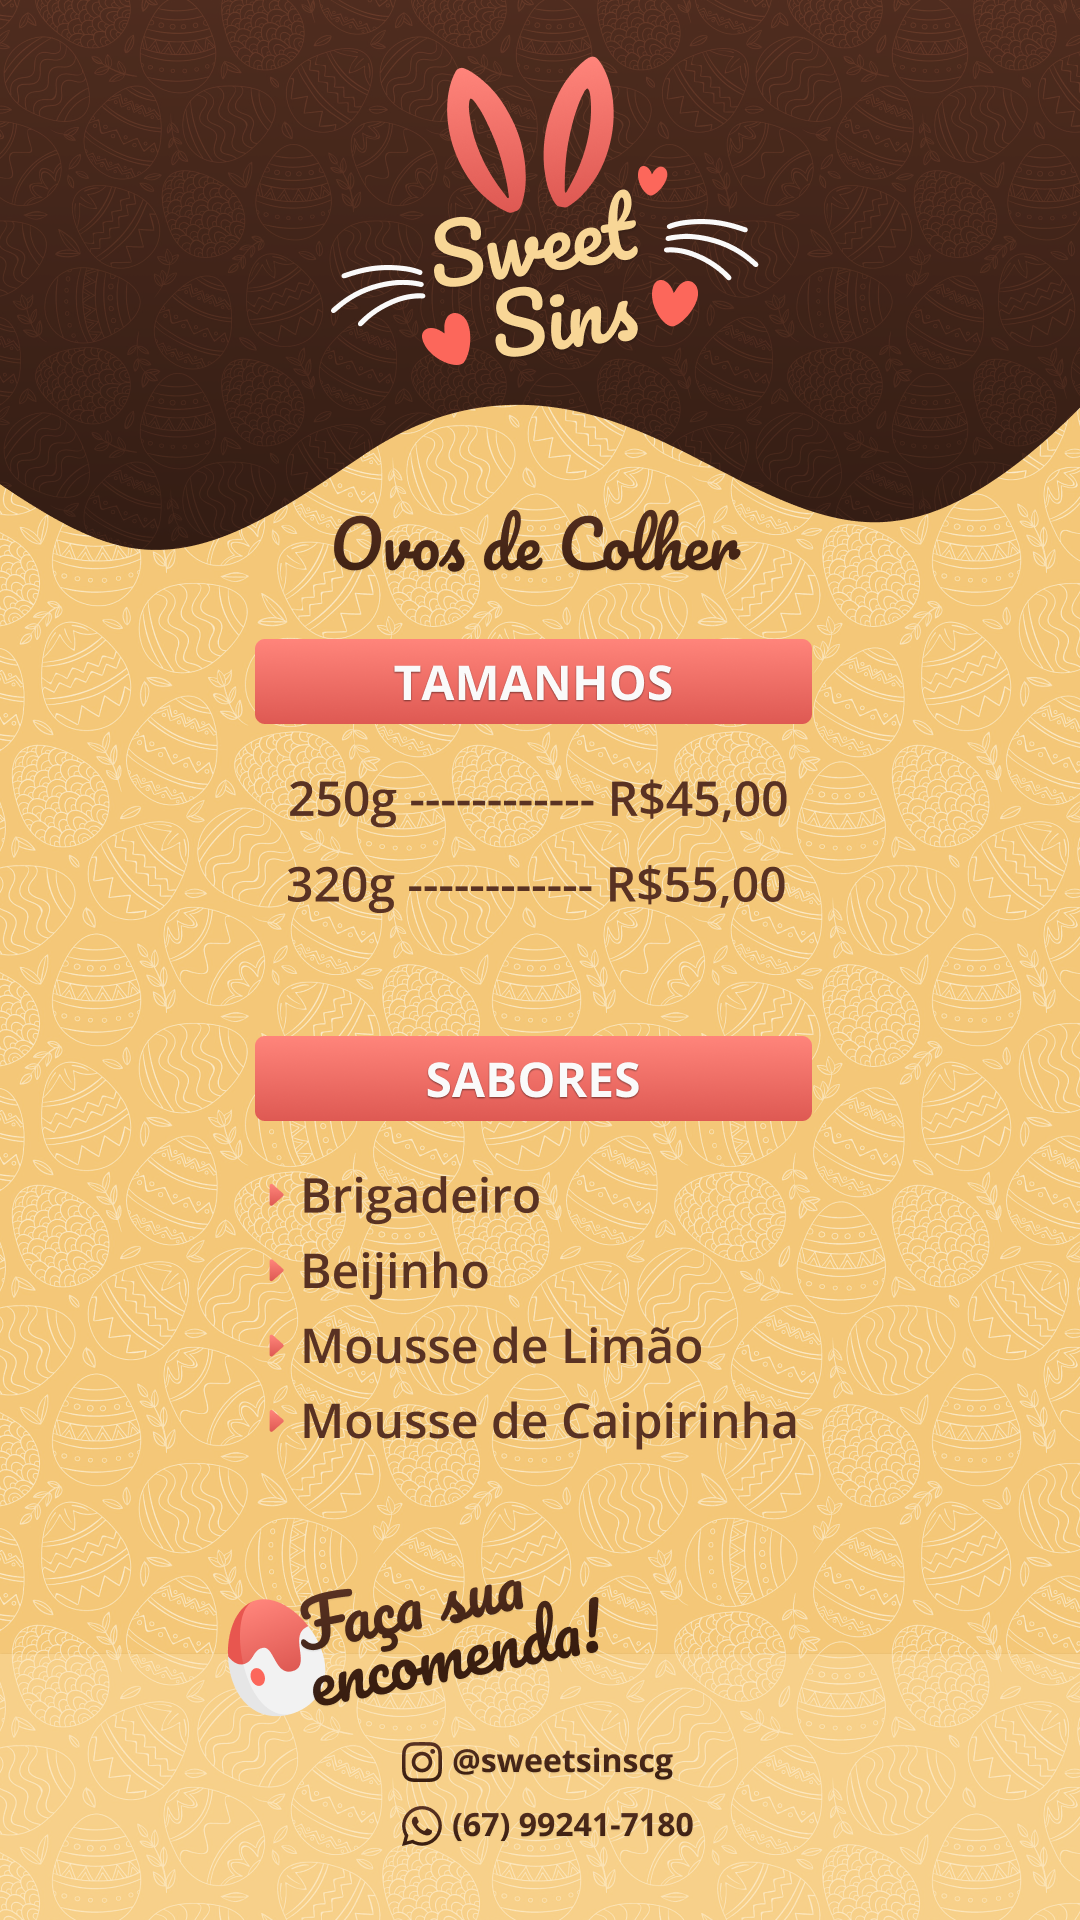 Sweet
Sins
Ovos de Colher
TAMANHOS
250g ------------ R$45,00
320g ------------ R$55,00
SABORES
Brigadeiro
Beijinho
Mousse de Limão
Mousse de Caipirinha
Faça sua
encomenda!
@sweetsinscg
(67) 99241-7180